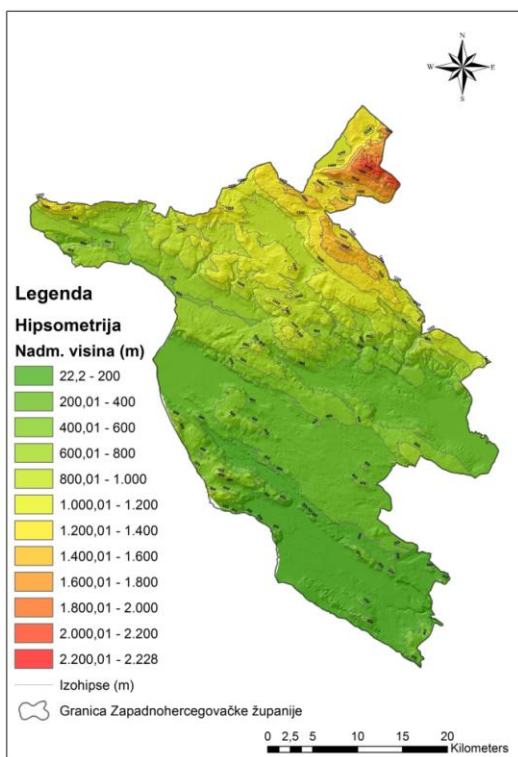 N
W E
S
Legenda
Hipsometrija
Nadm. visina (m)
22,2 - 200
200,01 - 400
400,01 - 600
600,01 - 800
800,01 - 1.000
1.000,01 - 1.200
1.200,01 - 1.400
1.400,01 - 1.600
1.600,01 - 1.800
1.800,01 - 2.000
2.000,01 - 2.200
2.200,01 - 2.228
Izohipse (m)
Granica Zapadnohercegovačke županije
0 2,5 5 10 15 20
Kilometers